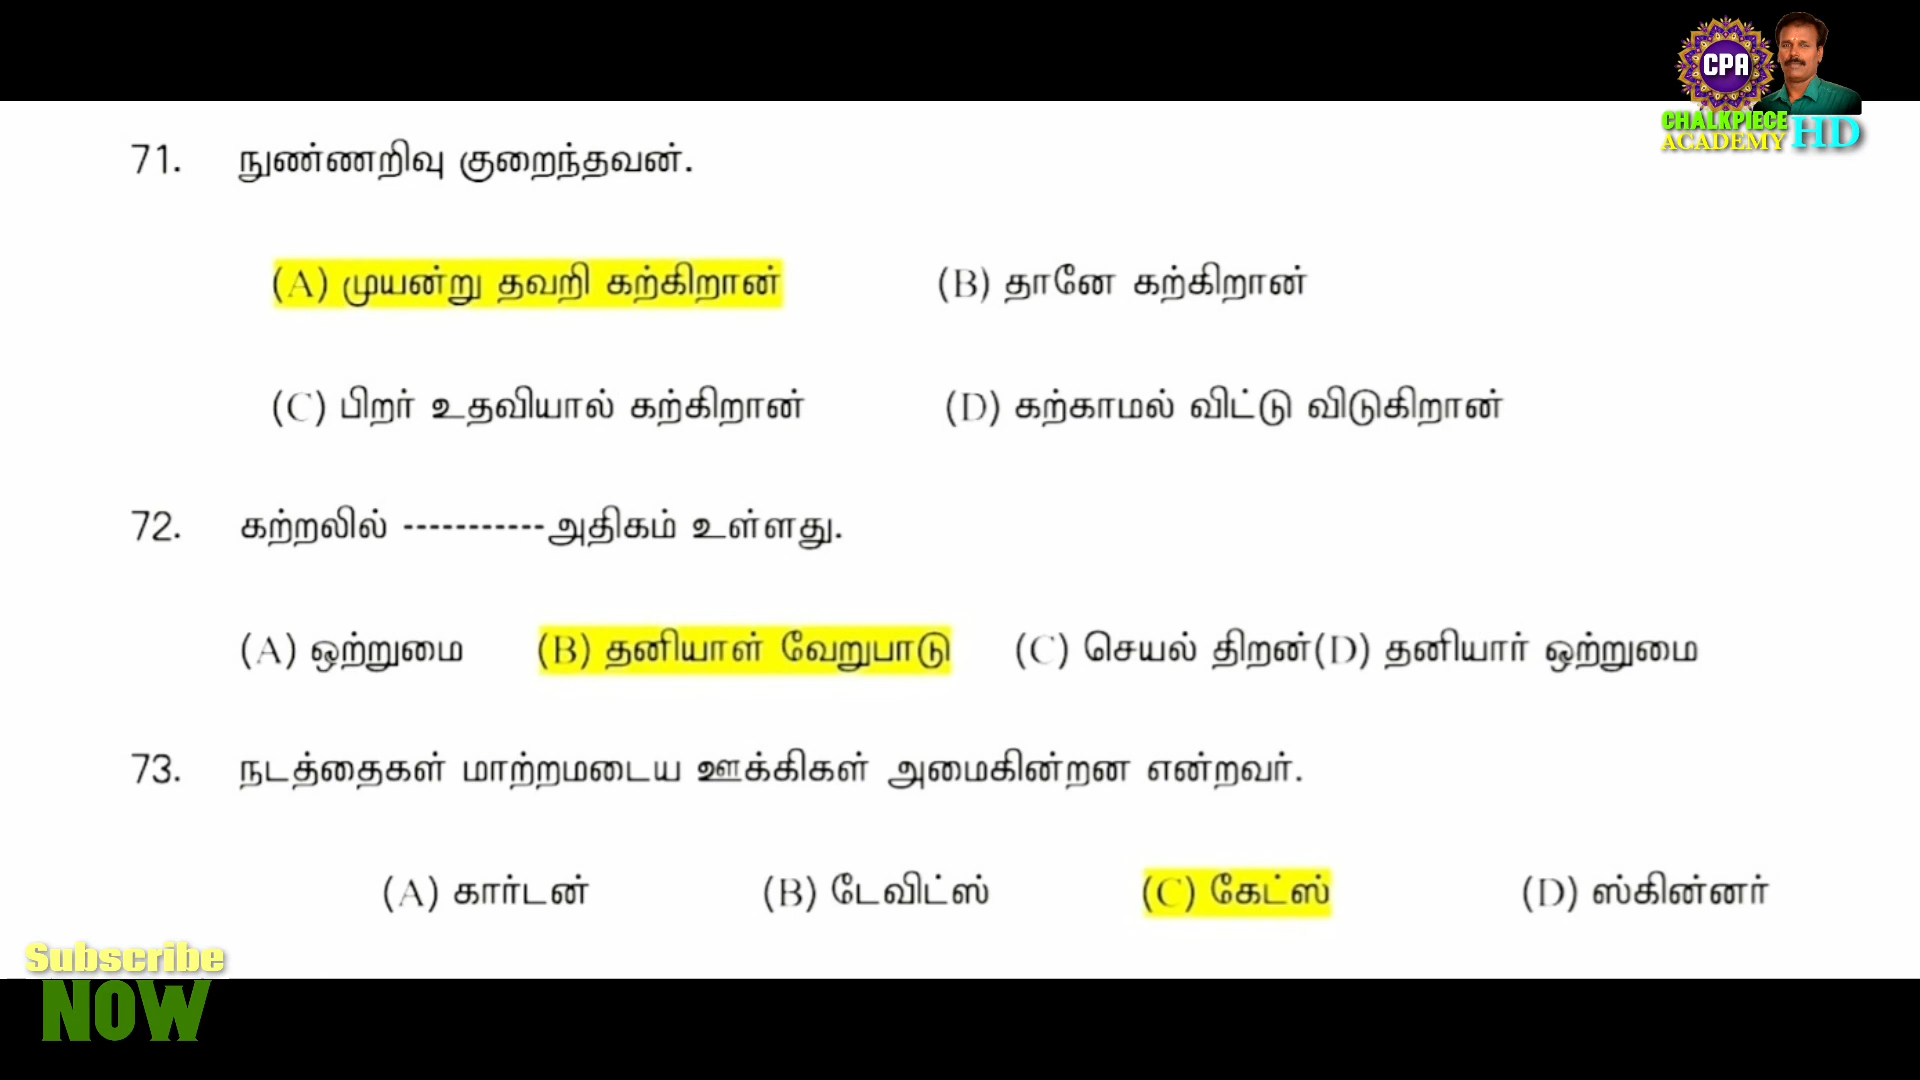 CPA
CHALKPIECE
ACADEMY HD
71. நுண்ணறிவு குறைந்தவன்.
(A) முயன்று தவறி கற்கிறான் (B) தானே கற்கிறான்
(C) பிறர் உதவியால் கற்கிறான் (D) கற்காமல் விட்டு விடுகிறான்
72. கற்றலில் -----------அதிகம் உள்ளது.
(A) ஒற்றுமை (B) தனியாள் வேறுபாடு (C) செயல் திறன்(D) தனியார் ஒற்றுமை
73. நடத்தைகள் மாற்றமடைய ஊக்கிகள் அமைகின்றன என்றவர்.
(A) கார்டன் (B) டேவிட்ஸ் (C) கேட்ஸ் (D) ஸ்கின்னர்
Subscribe
NOW